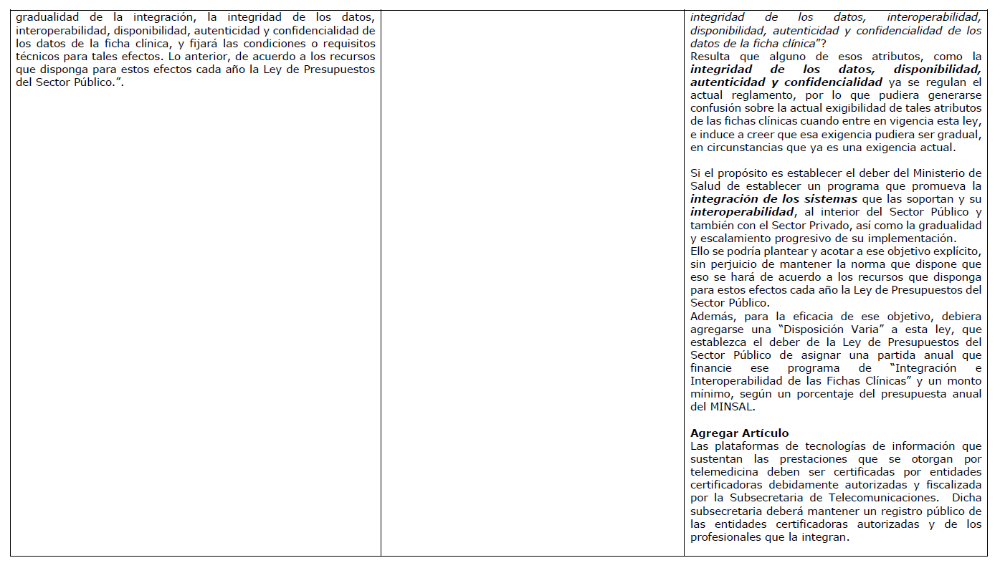 gradualidad de la integración, la integridad de los datos,
interoperabilidad, disponibilidad, autenticidad y confidencialidad de
los datos de la ficha clínica, y fijará las condiciones o requisitos
técnicos para tales efectos. Lo anterior, de acuerdo a los recursos
que disponga para estos efectos cada año la Ley de Presupuestos
del Sector Público.”.
integridad de los datos, interoperabilidad,
disponibilidad, autenticidad y confidencialidad de los
datos de la ficha clínica”?
Resulta que alguno de esos atributos, como la
integridad de los datos, disponibilidad,
autenticidad y confidencialidad ya se regulan el
actual reglamento, por lo que pudiera generarse
confusión sobre la actual exigibilidad de tales atributos
de las fichas clínicas cuando entre en vigencia esta ley,
e induce a creer que esa exigencia pudiera ser gradual,
en circunstancias que ya es una exigencia actual.
Si el propósito es establecer el deber del Ministerio de
Salud de establecer un programa que promueva la
integración de los sistemas que las soportan y su
interoperabilidad, al interior del Sector Público y
también con el Sector Privado, así como la gradualidad
y escalamiento progresivo de su implementación.
Ello se podría plantear y acotar a ese objetivo explícito,
sin perjuicio de mantener la norma que dispone que
eso se hará de acuerdo a los recursos que disponga
para estos efectos cada año la Ley de Presupuestos del
Sector Público.
Además, para la eficacia de ese objetivo, debiera
agregarse una “Disposición Varia” a esta ley, que
establezca el deber de la Ley de Presupuestos del
Sector Público de asignar una partida anual que
financie ese programa de “Integración e
Interoperabilidad de las Fichas Clínicas” y un monto
mínimo, según un porcentaje del presupuesta anual
del MINSAL.
Agregar Artículo
Las plataformas de tecnologías de información que
sustentan las prestaciones que se otorgan por
telemedicina deben ser certificadas por entidades
certificadoras debidamente autorizadas y fiscalizada
por la Subsecretaria de Telecomunicaciones. Dicha
subsecretaria deberá mantener un registro público de
las entidades certificadoras autorizadas y de los
profesionales que la integran.